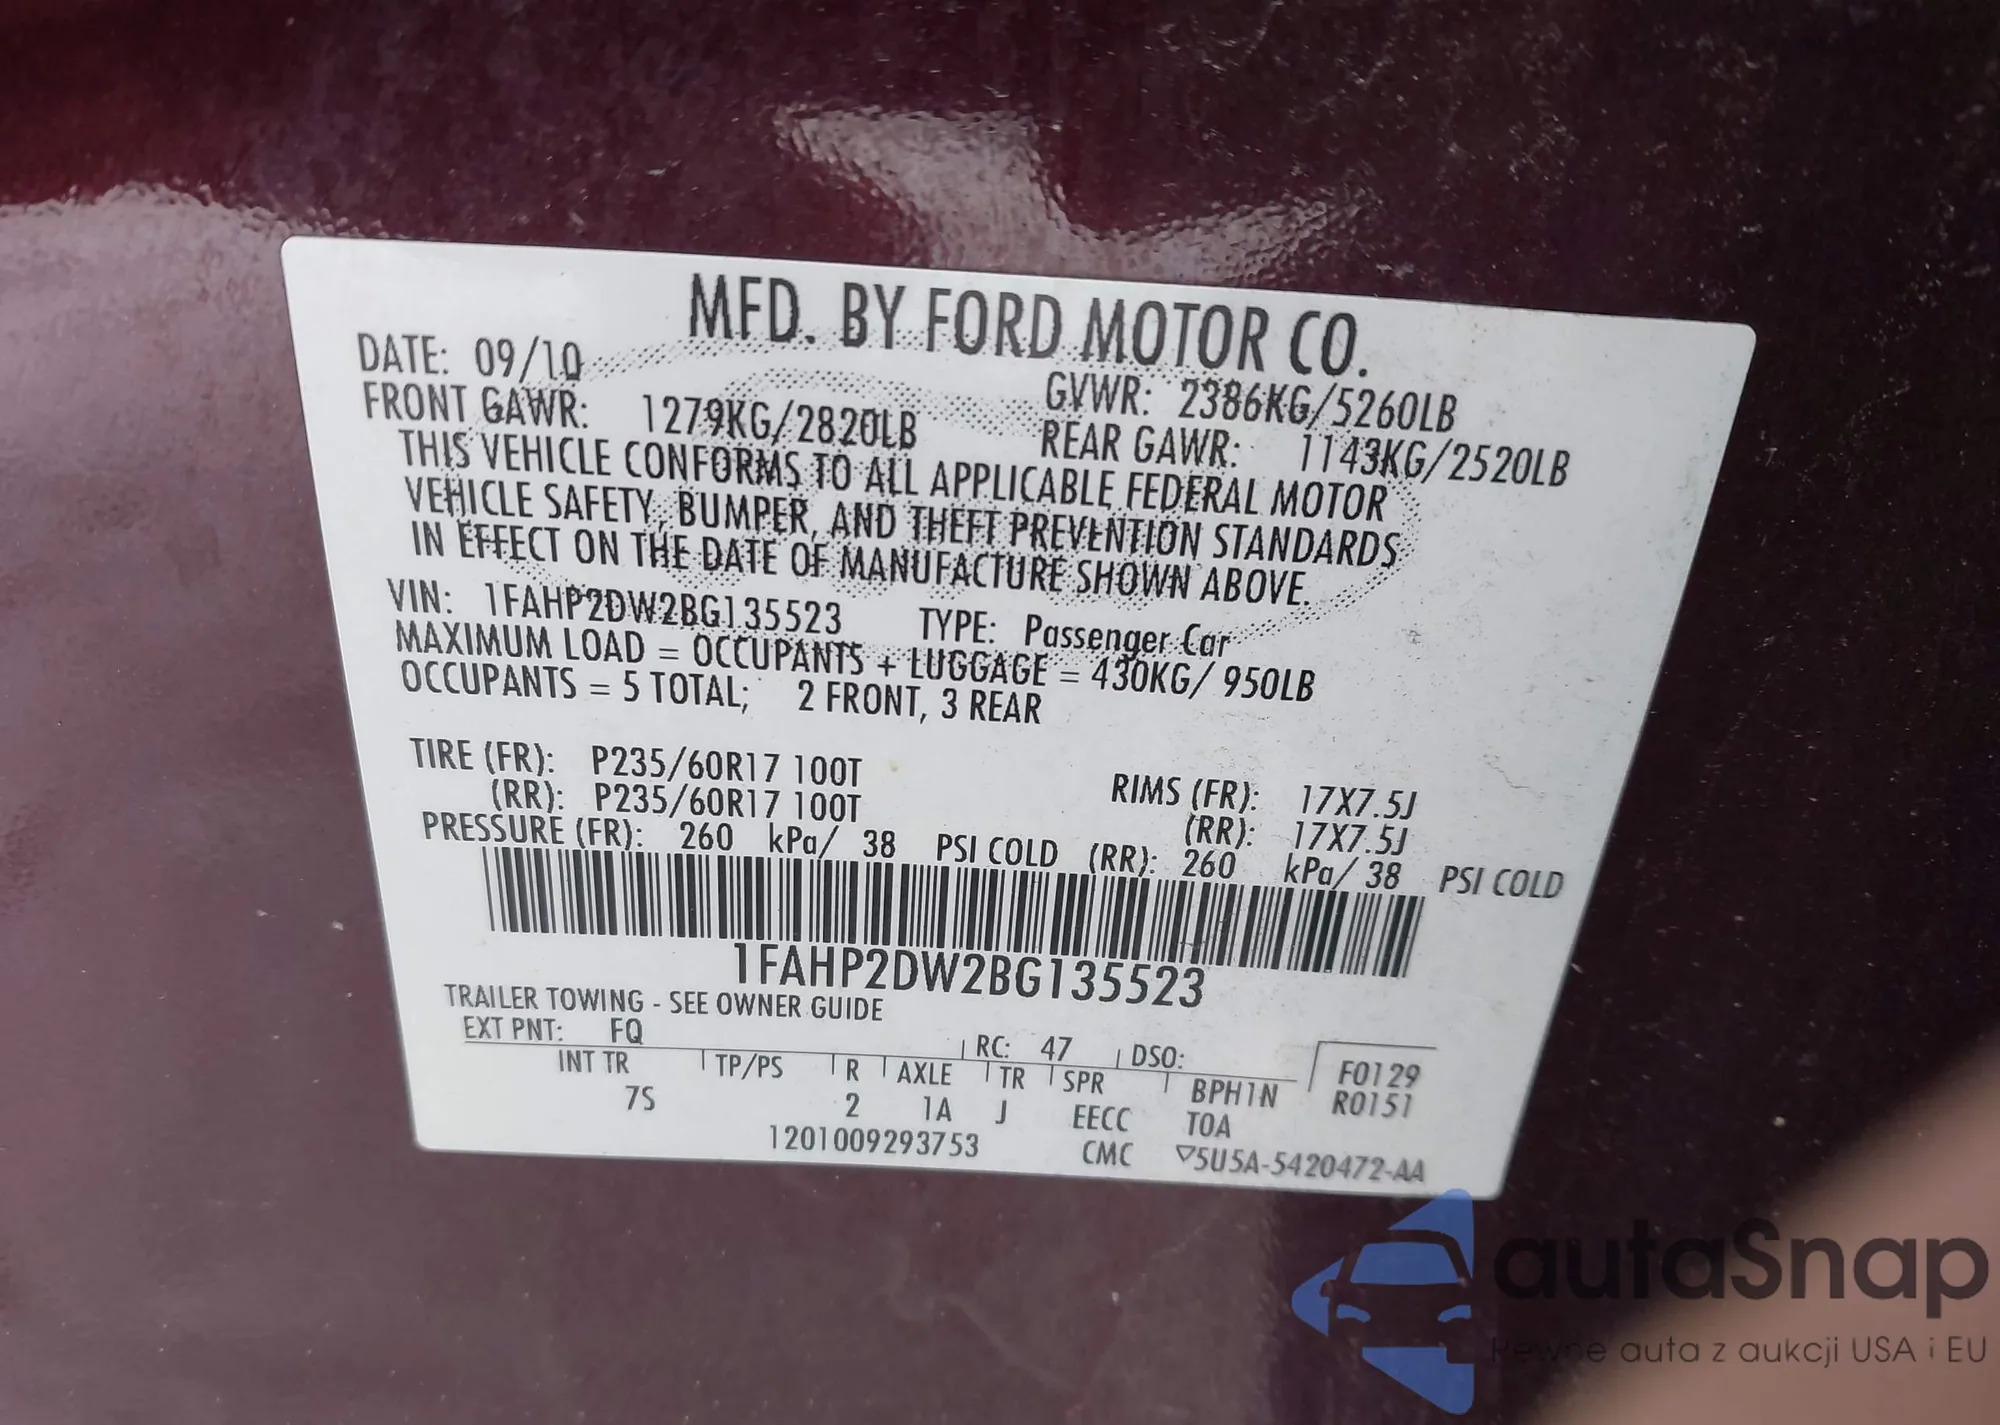 MFD. BY FORD MOTOR CO.
DATE: 09/10
GVWR: 2386KG/5260LB
FRONT GAWR: 1279KG/2820LB
REAR GAWR: 1143KG/2520LB
THIS VEHICLE CONFORMS TO ALL APPLICABLE FEDERAL MOTOR
VEHICLE SAFETY, BUMPER, AND THEFT PREVENTION STANDARDS
IN EFFECT ON THE DATE OF MANUFACTURE SHOWN ABOVE.
VIN: 1FAHP2DW2BG135523 TYPE: Passenger Car
MAXIMUM LOAD = OCCUPANTS + LUGGAGE = 430KG/ 950LB
OCCUPANTS = 5 TOTAL; 2 FRONT, 3 REAR
TIRE (FR): P235/60R17 100T RIMS (FR): 17X7.5J
(RR): P235/60R17 100T (RR): 17X7.5J
PRESSURE (FR): 260 kPa/ 38 PSI COLD (RR): 260 kPa/ 38 PSI COLD
1FAHP2DW2BG135523
TRAILER TOWING - SEE OWNER GUIDE
EXT PNT: FQ RC: 47 DSO: F0129
INT TR TP/PS R AXLE TR SPR BPH1N R0151
7S 2 1A J EECC TOA
1201009293753 CMC ▽5U5A-5420472-AA
autaSnap
Pewne auta z aukcji USA i EU